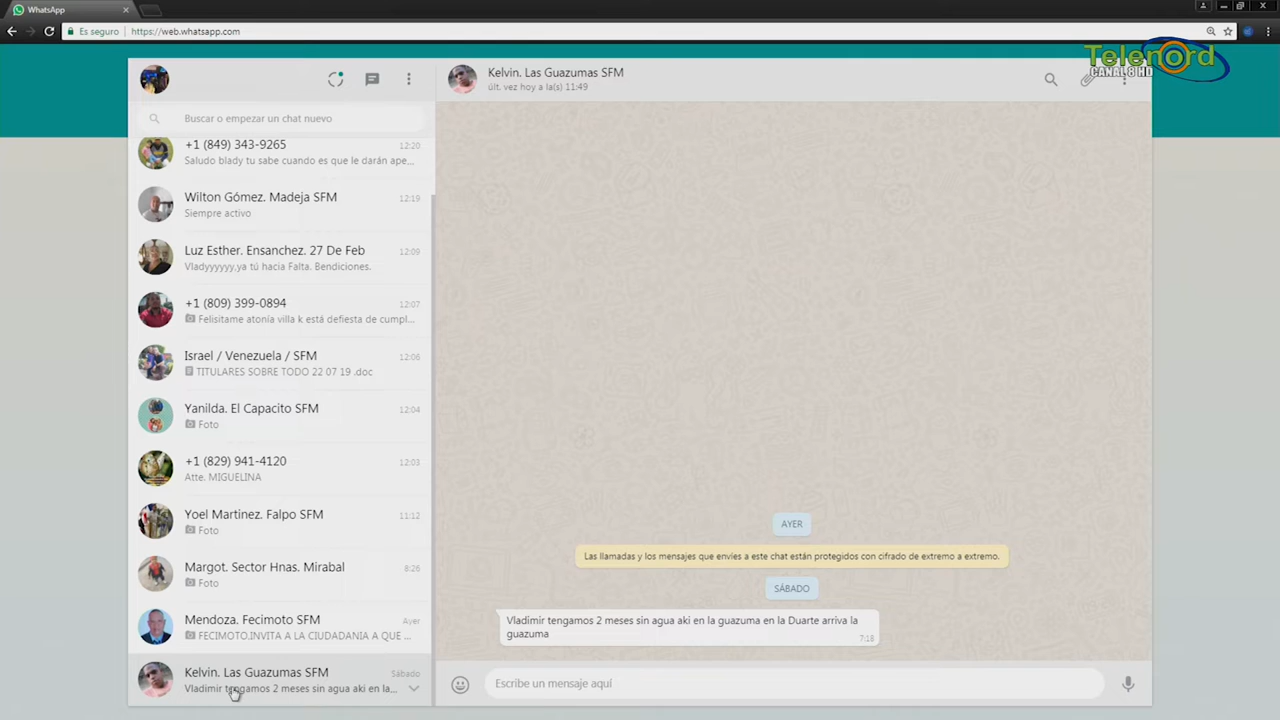 WhatsApp
Es seguro
https://web.whatsapp.com
Telenord
CANAL 8 HD
Kelvin. Las Guazumas SFM
últ. vez hoy a la(s) 11:49
Buscar o empezar un chat nuevo
+1 (849) 343-9265
12:20
Saludo blady tu sabe cuando es que le darán ape...
Wilton Gómez. Madeja SFM
12:19
Siempre activo
Luz Esther. Ensanchez. 27 De Feb
12:09
Vladyyyyyy.ya tú hacia Falta. Bendiciones.
+1 (809) 399-0894
12:07
Felisitame atonía villa k está defiesta de cumpl...
Israel / Venezuela / SFM
12:06
TITULARES SOBRE TODO 22 07 19 .doc
Yanilda. El Capacito SFM
12:04
Foto
+1 (829) 941-4120
12:03
Atte. MIGUELINA
Yoel Martinez. Falpo SFM
11:12
Foto
Margot. Sector Hnas. Mirabal
8:26
Foto
Mendoza. Fecimoto SFM
Ayer
FECIMOTO.INVITA A LA CIUDADANIA A QUE ...
Kelvin. Las Guazumas SFM
Sábado
Vladimir tengamos 2 meses sin agua aki en la...
AYER
Las llamadas y los mensajes que envíes a este chat están protegidos con cifrado de extremo a extremo.
SÁBADO
Vladimir tengamos 2 meses sin agua aki en la guazuma en la Duarte arriva la
guazuma
7:18
Escribe un mensaje aquí